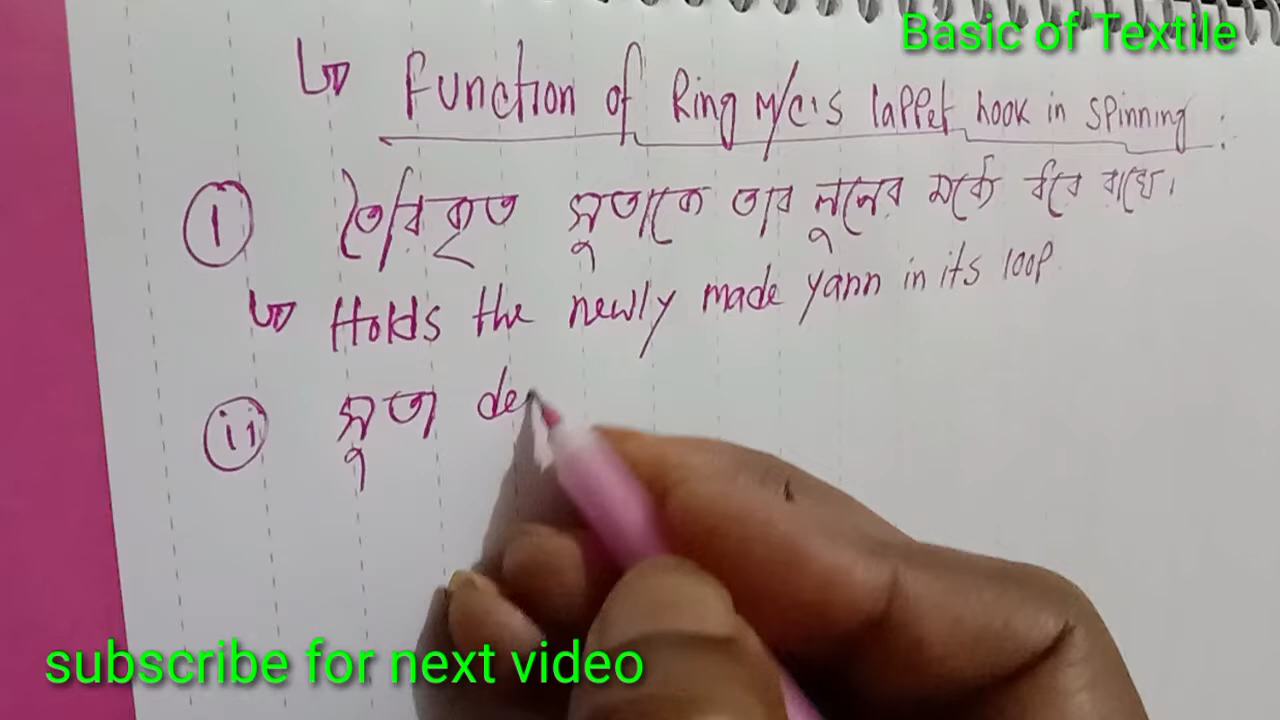 Basic of Textile
Function of Ring M/C's lappet hook in spinning :
i তৈরিকৃত সুতাকে তার লুপের মধ্যে ধরে রাখে।
Holds the newly made yarn in its loop
ii সুতা de
subscribe for next video